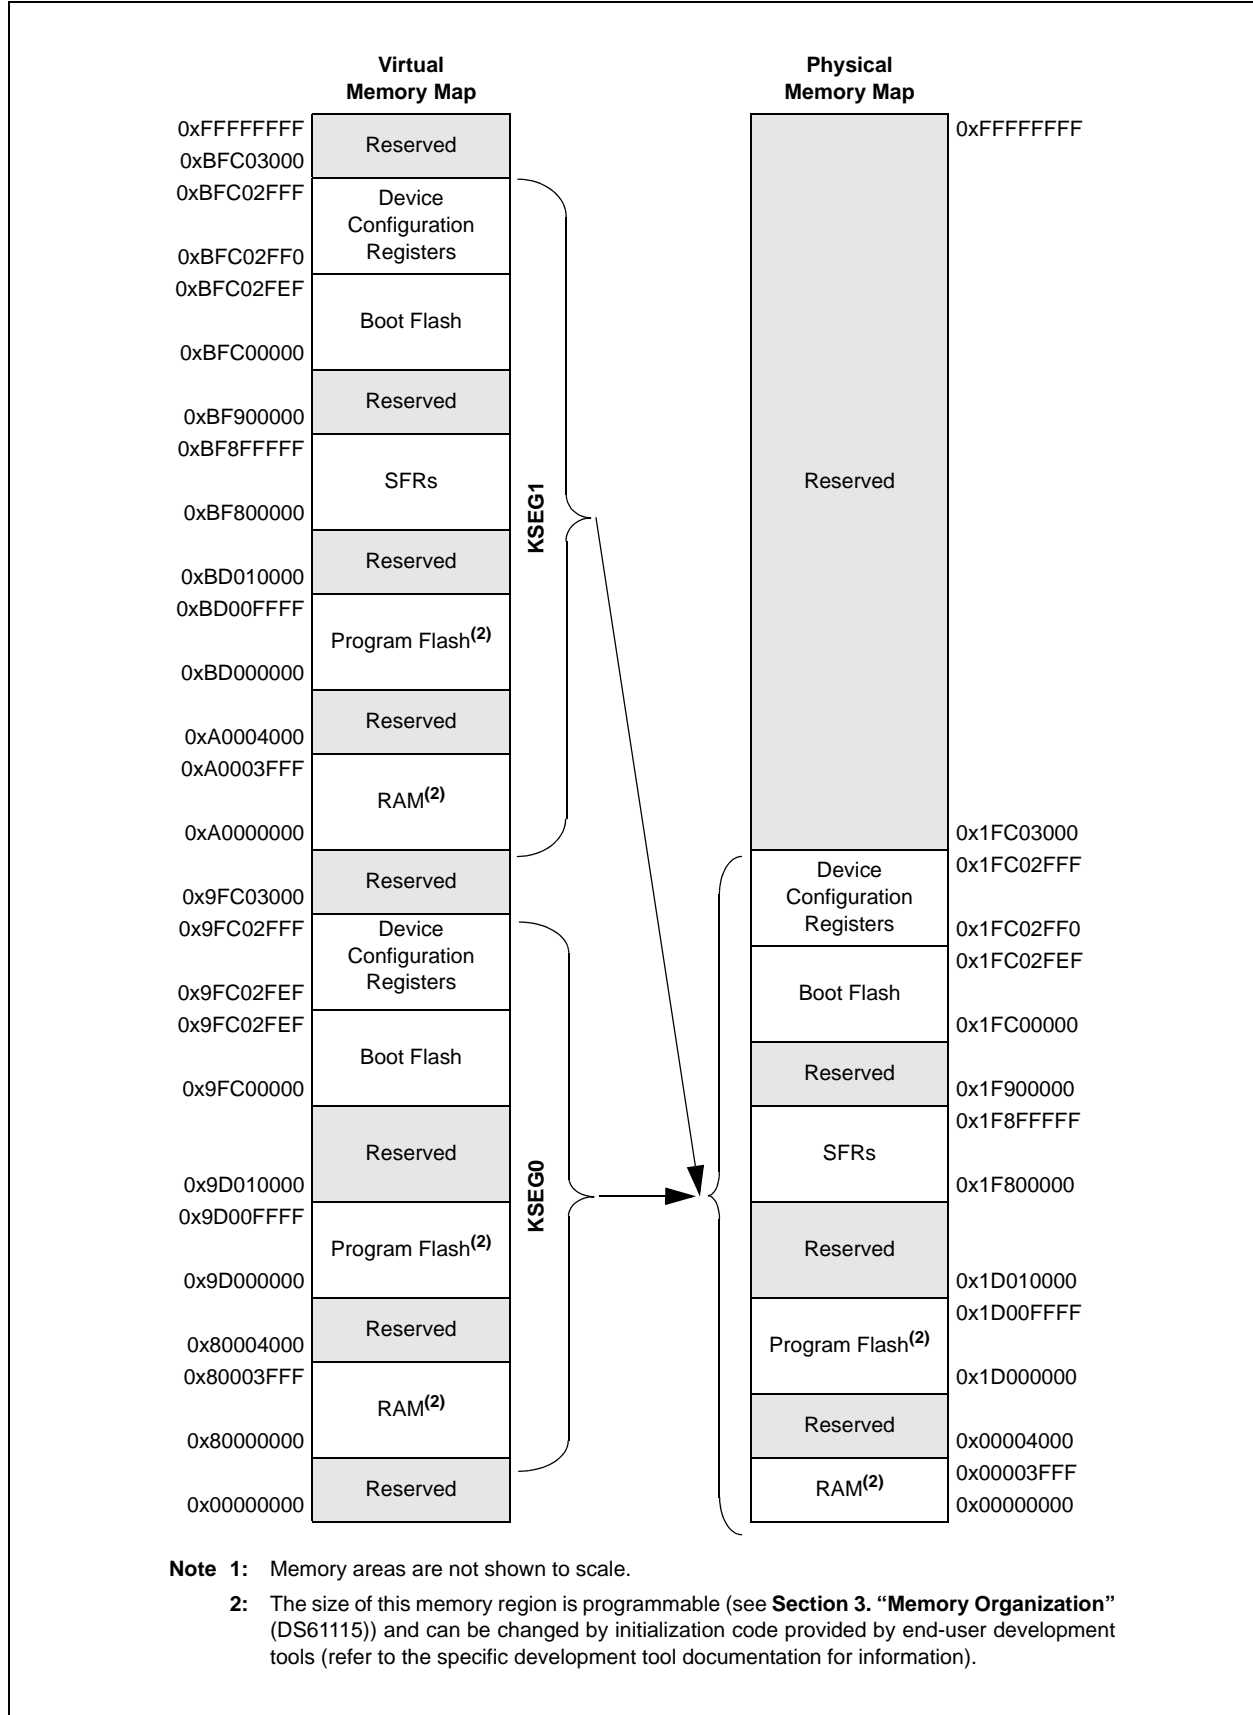 Virtual
Memory Map
0xFFFFFFFF
Reserved
0xBFC03000
0xBFC02FFF
Device
Configuration
Registers
0xBFC02FF0
0xBFC02FEF
Boot Flash
0xBFC00000
Reserved
0xBF900000
0xBF8FFFFF
SFRs
0xBF800000
Reserved
0xBD010000
0xBD00FFFF
Program Flash(2)
0xBD000000
Reserved
0xA0004000
0xA0003FFF
RAM(2)
0xA0000000
KSEG1
Reserved
0x9FC03000
0x9FC02FFF
Device
Configuration
Registers
0x9FC02FEF
0x9FC02FEF
Boot Flash
0x9FC00000
Reserved
0x9D010000
0x9D00FFFF
Program Flash(2)
0x9D000000
Reserved
0x80004000
0x80003FFF
RAM(2)
0x80000000
KSEG0
Reserved
0x00000000
Physical
Memory Map
0xFFFFFFFF
Reserved
0x1FC03000
0x1FC02FFF
Device
Configuration
Registers
0x1FC02FF0
0x1FC02FEF
Boot Flash
0x1FC00000
Reserved
0x1F900000
0x1F8FFFFF
SFRs
0x1F800000
Reserved
0x1D010000
0x1D00FFFF
Program Flash(2)
0x1D000000
Reserved
0x00004000
0x00003FFF
RAM(2)
0x00000000
Note 1: Memory areas are not shown to scale.
2: The size of this memory region is programmable (see Section 3. “Memory Organization”
(DS61115)) and can be changed by initialization code provided by end-user development
tools (refer to the specific development tool documentation for information).